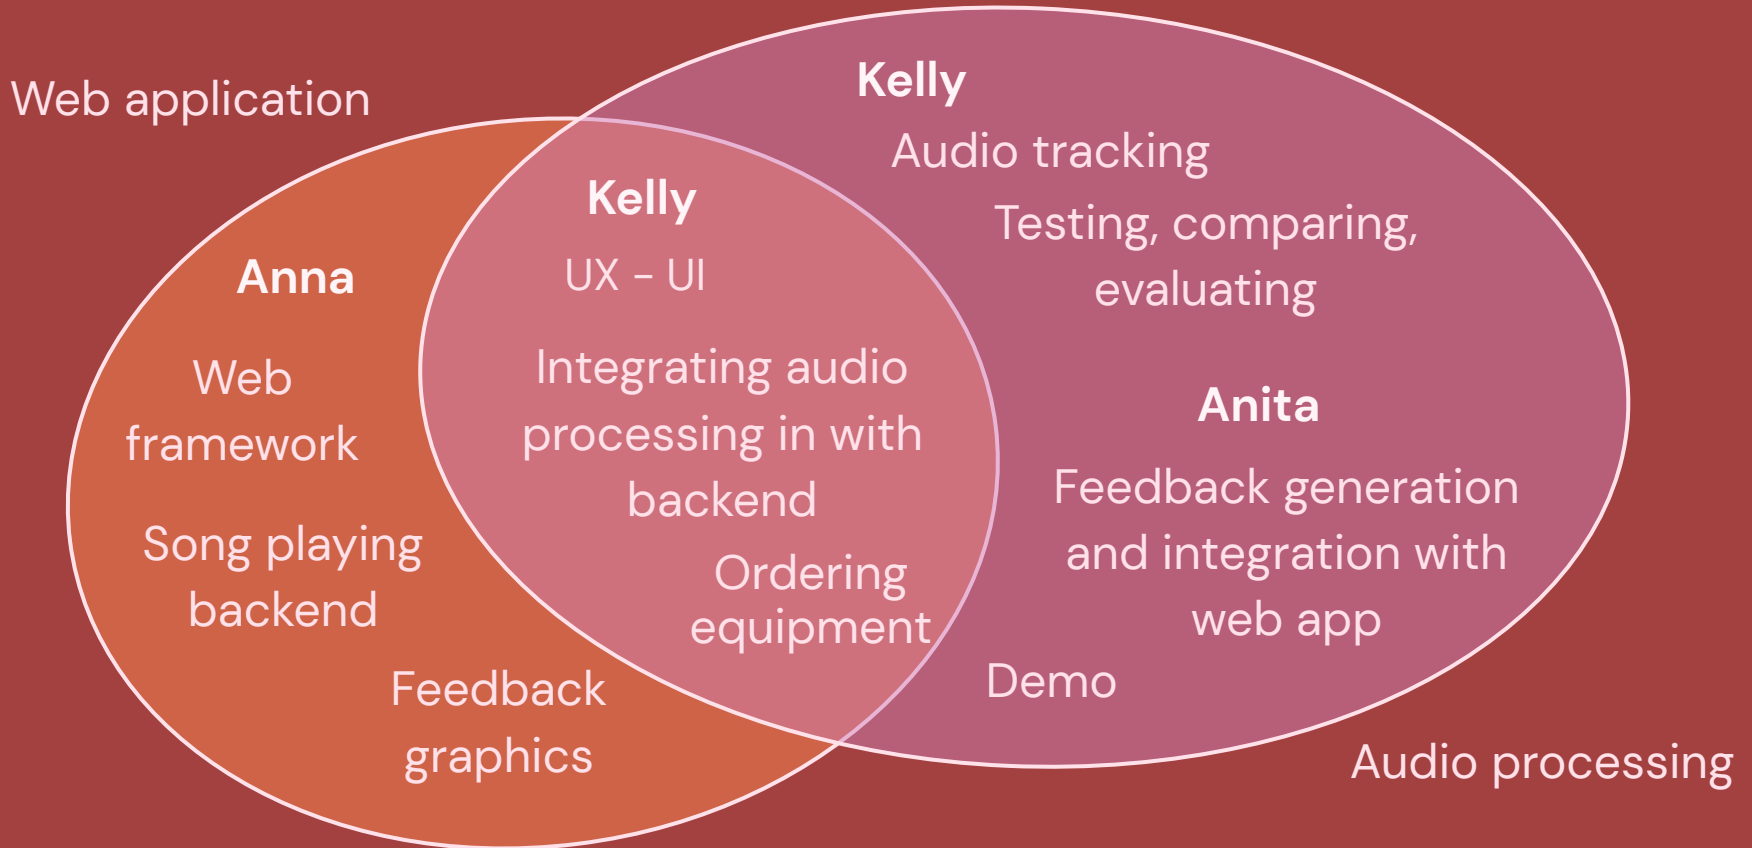 Web application
Anna
Web
framework
Song playing
backend
Feedback
graphics
Kelly
UX - UI
Integrating audio
processing in with
backend
Ordering
equipment
Kelly
Audio tracking
Testing, comparing,
evaluating
Anita
Feedback generation
and integration with
web app
Demo
Audio processing